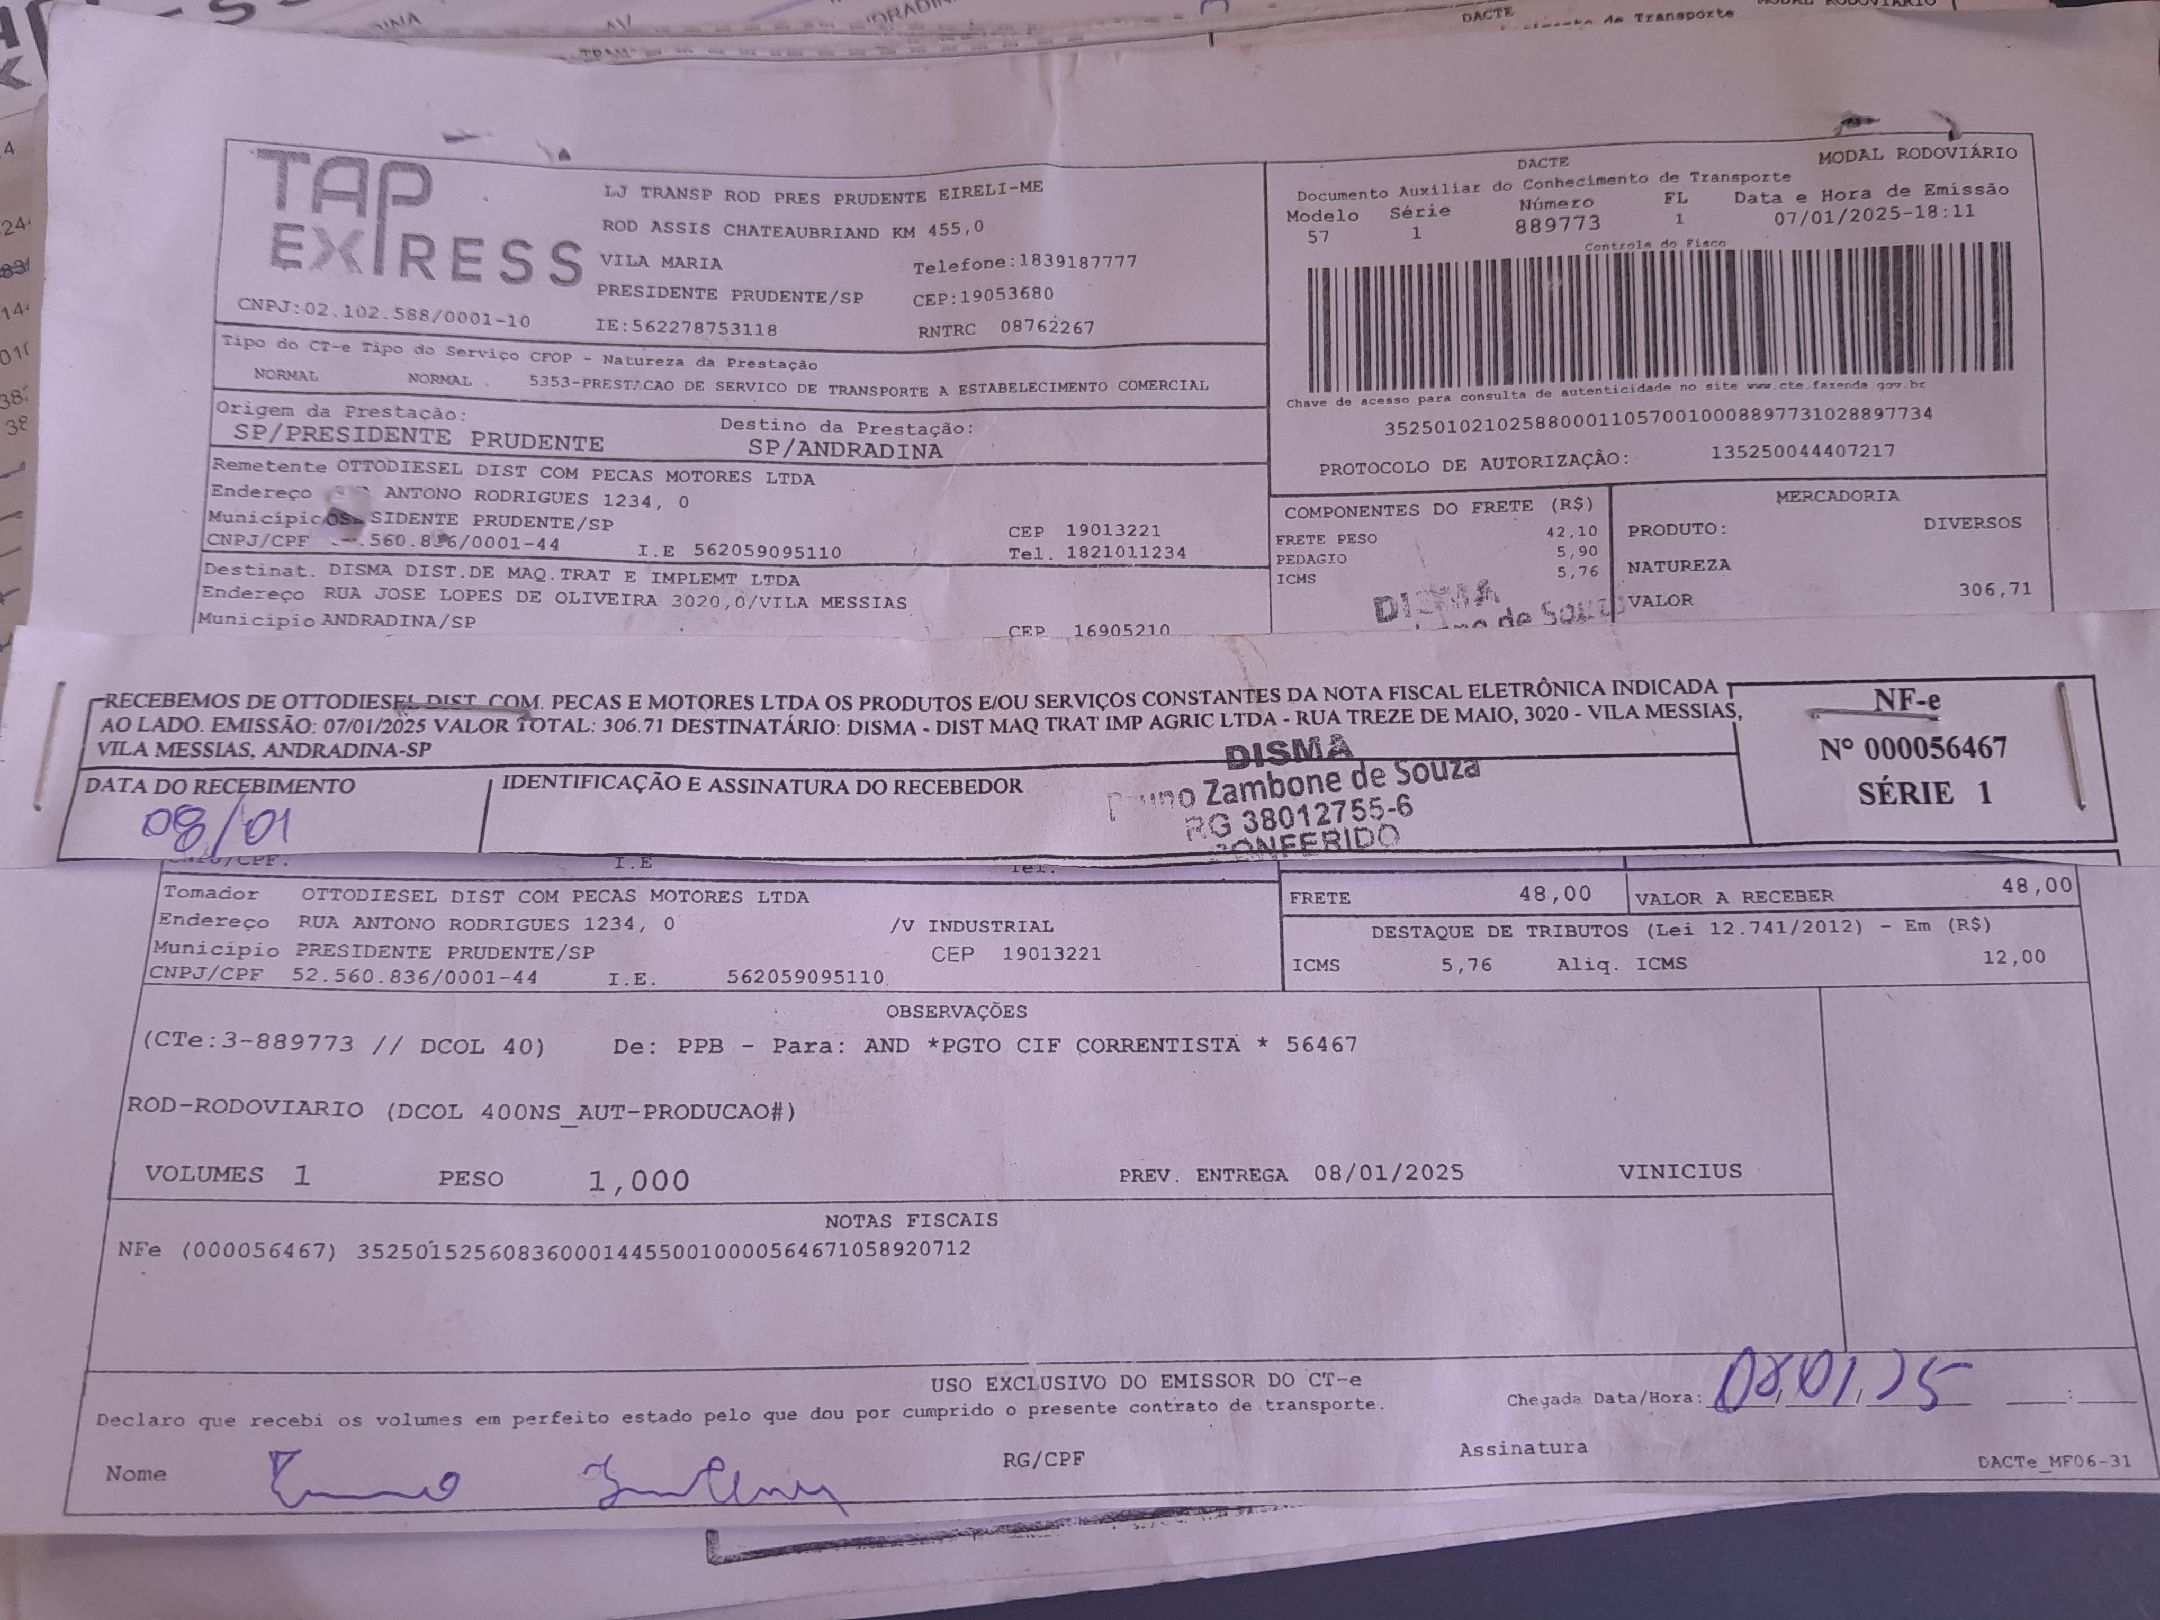 DACTE
de Transporte
TAP EXPRESS
LJ TRANSP ROD PRES PRUDENTE EIRELI-ME
ROD ASSIS CHATEAUBRIAND KM 455,0
VILA MARIA Telefone:1839187777
PRESIDENTE PRUDENTE/SP CEP:19053680
CNPJ:02.102.588/0001-10 IE:562278753118 RNTRC 08762267
DACTE MODAL RODOVIÁRIO
Documento Auxiliar do Conhecimento de Transporte
Modelo Série Número FL Data e Hora de Emissão
57 1 889773 1 07/01/2025-18:11
Controle do Fisco
Chave de acesso para consulta de autenticidade no site www.cte.fazenda.gov.br
35250102102588000110570010008897731028897734
PROTOCOLO DE AUTORIZAÇÃO: 135250044407217
Tipo do CT-e Tipo do Serviço CFOP - Natureza da Prestação
NORMAL NORMAL 5353-PRESTACAO DE SERVICO DE TRANSPORTE A ESTABELECIMENTO COMERCIAL
Origem da Prestação: Destino da Prestação:
SP/PRESIDENTE PRUDENTE SP/ANDRADINA
Remetente OTTODIESEL DIST COM PECAS MOTORES LTDA
Endereço ANTONO RODRIGUES 1234, 0
Município SIDENTE PRUDENTE/SP CEP 19013221
CNPJ/CPF .560.836/0001-44 I.E 562059095110 Tel. 1821011234
Destinat. DISMA DIST.DE MAQ.TRAT E IMPLEMT LTDA
Endereço RUA JOSE LOPES DE OLIVEIRA 3020,0/VILA MESSIAS
Município ANDRADINA/SP CEP 16905210
COMPONENTES DO FRETE (R$)
FRETE PESO 42,10
PEDAGIO 5,90
ICMS 5,76
MERCADORIA
PRODUTO: DIVERSOS
NATUREZA
VALOR 306,71
DISMA
de Souza
RECEBEMOS DE OTTODIESEL DIST. COM. PECAS E MOTORES LTDA OS PRODUTOS E/OU SERVIÇOS CONSTANTES DA NOTA FISCAL ELETRÔNICA INDICADA
AO LADO. EMISSÃO: 07/01/2025 VALOR TOTAL: 306.71 DESTINATÁRIO: DISMA - DIST MAQ TRAT IMP AGRIC LTDA - RUA TREZE DE MAIO, 3020 - VILA MESSIAS,
VILA MESSIAS, ANDRADINA-SP
NF-e
Nº 000056467
SÉRIE 1
DATA DO RECEBIMENTO IDENTIFICAÇÃO E ASSINATURA DO RECEBEDOR
08/01
DISMA
Bruno Zambone de Souza
RG 38012755-6
CONFERIDO
CNPJ/CPF. I.E Tel.
Tomador OTTODIESEL DIST COM PECAS MOTORES LTDA
Endereço RUA ANTONO RODRIGUES 1234, 0 /V INDUSTRIAL
Município PRESIDENTE PRUDENTE/SP CEP 19013221
CNPJ/CPF 52.560.836/0001-44 I.E. 562059095110
FRETE 48,00 VALOR A RECEBER 48,00
DESTAQUE DE TRIBUTOS (Lei 12.741/2012) - Em (R$)
ICMS 5,76 Aliq. ICMS 12,00
OBSERVAÇÕES
(CTe:3-889773 // DCOL 40) De: PPB - Para: AND *PGTO CIF CORRENTISTA * 56467
ROD-RODOVIARIO (DCOL 400NS_AUT-PRODUCAO#)
VOLUMES 1 PESO 1,000 PREV. ENTREGA 08/01/2025 VINICIUS
NOTAS FISCAIS
NFe (000056467) 35250152560836000144550010000564671058920712
USO EXCLUSIVO DO EMISSOR DO CT-e
Declaro que recebi os volumes em perfeito estado pelo que dou por cumprido o presente contrato de transporte.
Chegada Data/Hora: 08.01.25
Nome RG/CPF Assinatura
DACTe_MF06-31